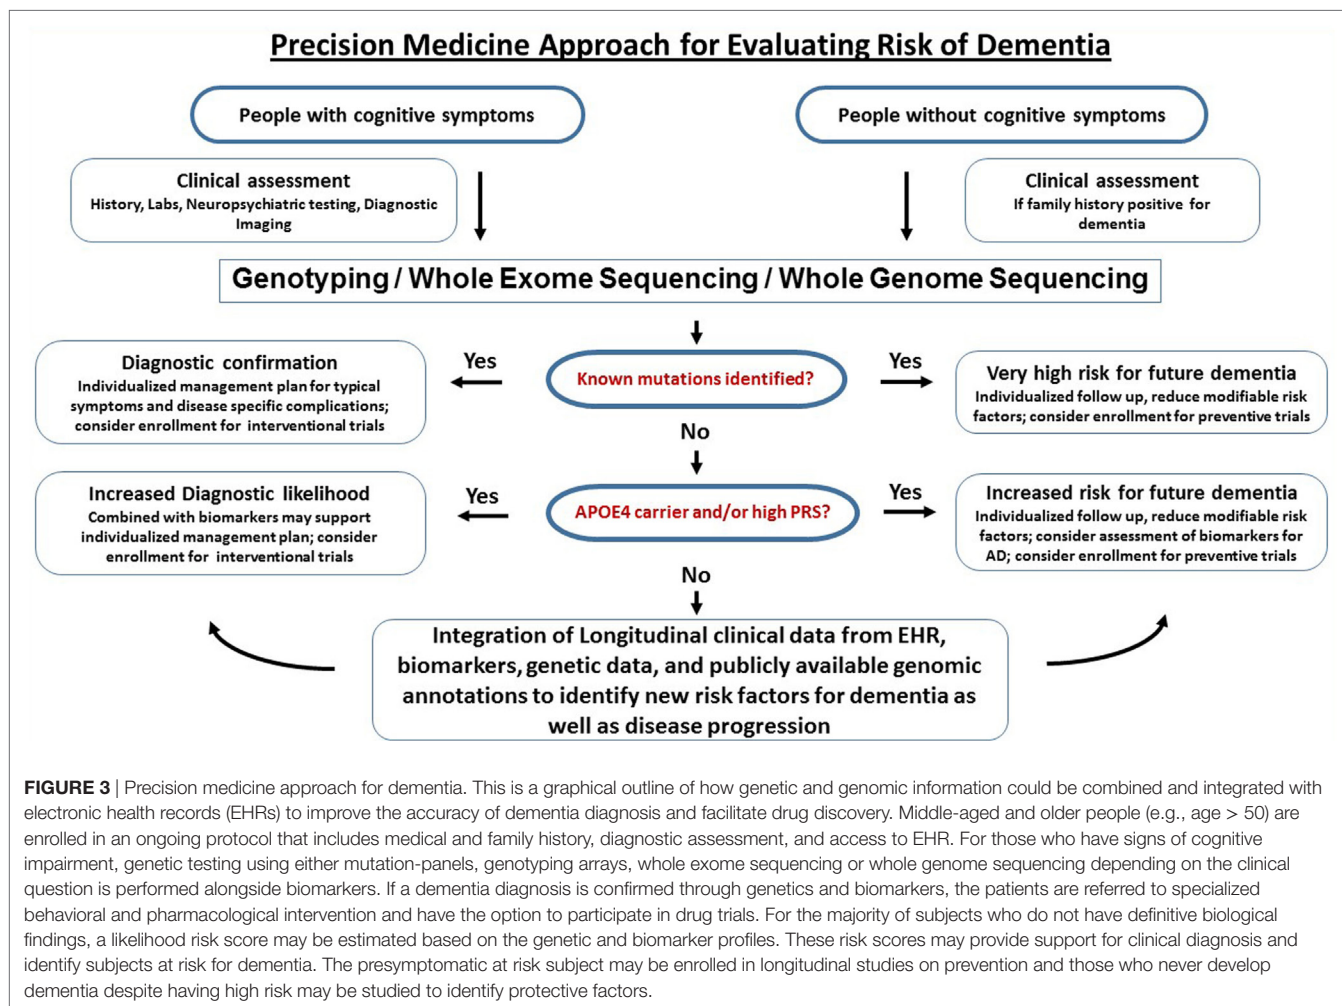 Precision Medicine Approach for Evaluating Risk of Dementia
People with cognitive symptoms
People without cognitive symptoms
Clinical assessment
History, Labs, Neuropsychiatric testing, Diagnostic
Imaging
Clinical assessment
If family history positive for
dementia
Genotyping / Whole Exome Sequencing / Whole Genome Sequencing
Diagnostic confirmation
Individualized management plan for typical
symptoms and disease specific complications;
consider enrollment for interventional trials
Yes
Known mutations identified?
Yes
Very high risk for future dementia
Individualized follow up, reduce modifiable risk
factors; consider enrollment for preventive trials
No
Increased Diagnostic likelihood
Combined with biomarkers may support
individualized management plan; consider
enrollment for interventional trials
Yes
APOE4 carrier and/or high PRS?
Yes
Increased risk for future dementia
Individualized follow up, reduce modifiable risk
factors; consider assessment of biomarkers for
AD; consider enrollment for preventive trials
No
Integration of Longitudinal clinical data from EHR,
biomarkers, genetic data, and publicly available genomic
annotations to identify new risk factors for dementia as
well as disease progression
FIGURE 3 | Precision medicine approach for dementia. This is a graphical outline of how genetic and genomic information could be combined and integrated with
electronic health records (EHRs) to improve the accuracy of dementia diagnosis and facilitate drug discovery. Middle-aged and older people (e.g., age > 50) are
enrolled in an ongoing protocol that includes medical and family history, diagnostic assessment, and access to EHR. For those who have signs of cognitive
impairment, genetic testing using either mutation-panels, genotyping arrays, whole exome sequencing or whole genome sequencing depending on the clinical
question is performed alongside biomarkers. If a dementia diagnosis is confirmed through genetics and biomarkers, the patients are referred to specialized
behavioral and pharmacological intervention and have the option to participate in drug trials. For the majority of subjects who do not have definitive biological
findings, a likelihood risk score may be estimated based on the genetic and biomarker profiles. These risk scores may provide support for clinical diagnosis and
identify subjects at risk for dementia. The presymptomatic at risk subject may be enrolled in longitudinal studies on prevention and those who never develop
dementia despite having high risk may be studied to identify protective factors.